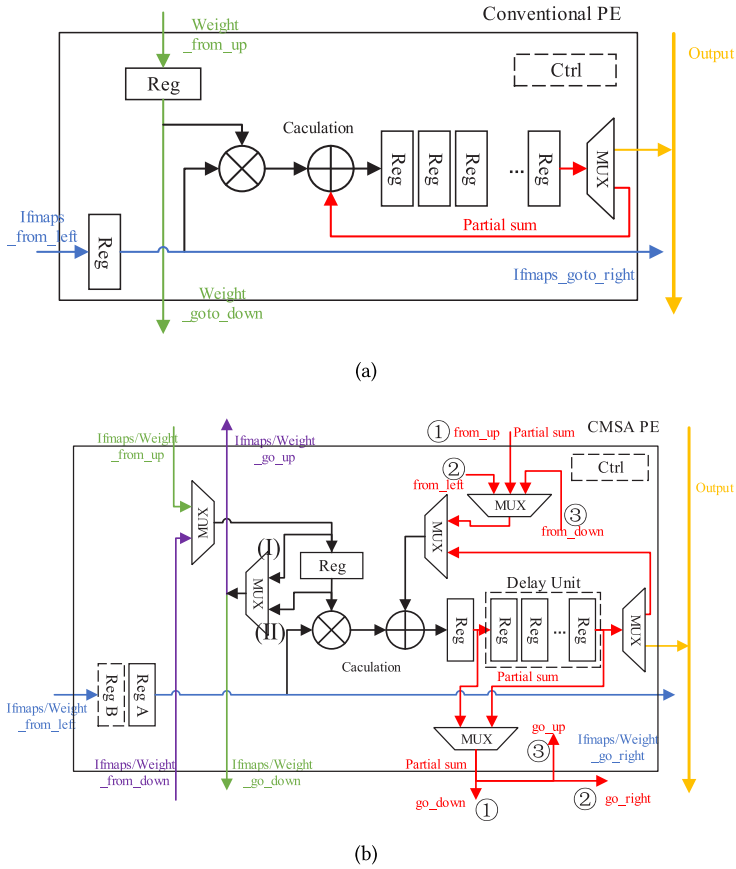 Conventional PE
Weight
_from_up
Output
Reg
Ctrl
Caculation
Reg
Reg
Reg
...
Reg
MUX
Partial sum
Ifmaps
_from_left
Reg
Ifmaps_goto_right
Weight
_goto_down
(a)
CMSA PE
Ifmaps/Weight
_from_up
Ifmaps/Weight
_go_up
① from_up Partial sum
②
from_left
Ctrl
MUX
③
from_down
Output
MUX
MUX
(I)
Reg
MUX
(II)
Delay Unit
Reg
Reg
Reg
...
Reg
MUX
Caculation
Partial sum
Reg B
Reg A
Ifmaps/Weight
_from_left
MUX
go_up
③
Ifmaps/Weight
_go_right
Ifmaps/Weight
_from_down
Ifmaps/Weight
_go_down
Partial sum
go_down ①
② go_right
(b)